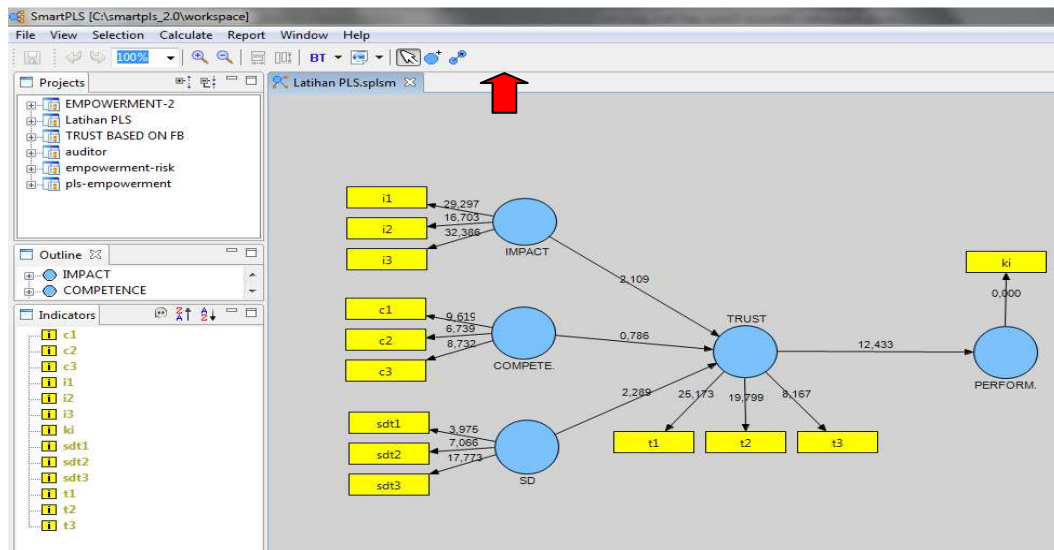 SmartPLS [C:\smartpls_2.0\workspace]
File View Selection Calculate Report Window Help
100% BT
Projects
EMPOWERMENT-2
Latihan PLS
TRUST BASED ON FB
auditor
empowerment-risk
pls-empowerment
Outline
IMPACT
COMPETENCE
Indicators
c1
c2
c3
i1
i2
i3
ki
sdt1
sdt2
sdt3
t1
t2
t3
Latihan PLS.splsm
i1
29,297
i2
16,703
i3
32,386
IMPACT
2,109
c1
9,619
c2
6,739
c3
8,732
COMPETE.
0,786
sdt1
3,975
sdt2
7,066
sdt3
17,773
SD
2,289
TRUST
25,173
19,799
8,167
t1
t2
t3
12,433
ki
0,000
PERFORM.